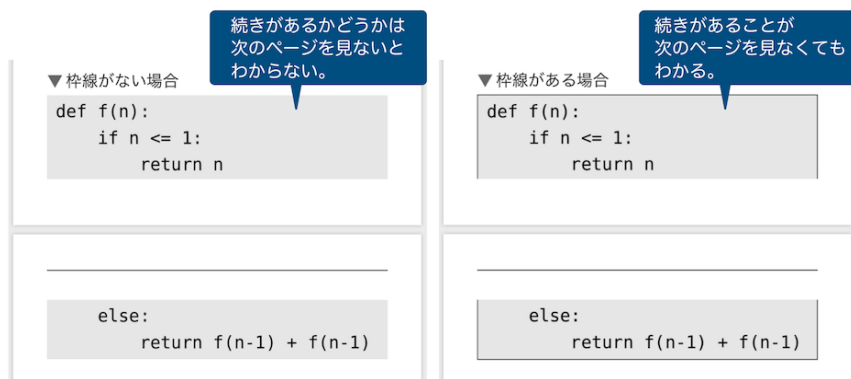 続きがあるかどうかは
次のページを見ないと
わからない。
▼枠線がない場合
def f(n):
    if n <= 1:
        return n
    else:
        return f(n-1) + f(n-1)
続きがあることが
次のページを見なくても
わかる。
▼枠線がある場合
def f(n):
    if n <= 1:
        return n
    else:
        return f(n-1) + f(n-1)